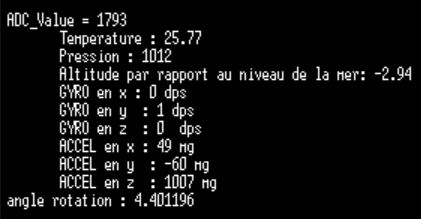 ADC_Value = 1793
Temperature : 25.77
Pression : 1012
Altitude par rapport au niveau de la mer: -2.94
GYRO en x : 0 dps
GYRO en y : 1 dps
GYRO en z : 0 dps
ACCEL en x : 49 mg
ACCEL en y : -60 mg
ACCEL en z : 1007 mg
angle rotation : 4.401196